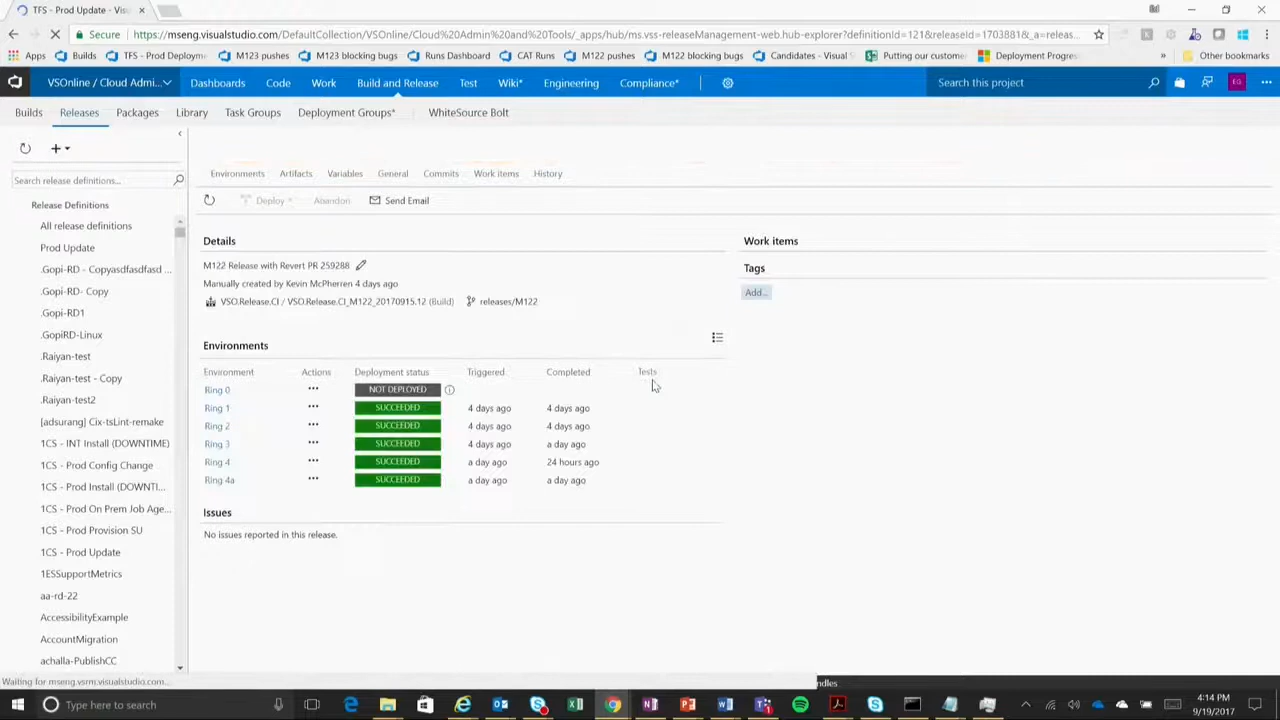 TFS - Prod Update - Vis
Secure https://mseng.visualstudio.com/DefaultCollection/VSOnline/Cloud%20Admin%20and%20Tools/_apps/hub/ms.vss-releaseManagement-web.hub-explorer?definitionId=121&releaseId=1703881&_a=releas...
Apps Builds TFS - Prod Deploym M123 pushes M123 blocking bugs Runs Dashboard CAT Runs M122 pushes M122 blocking bugs Candidates - Visual S Putting our custome Deployment Progres » Other bookmarks
VSOnline / Cloud Admi... Dashboards Code Work Build and Release Test Wiki* Engineering Compliance* Search this project EG
Builds Releases Packages Library Task Groups Deployment Groups* WhiteSource Bolt
Search release definitions...
Release Definitions
All release definitions
Prod Update
.Gopi-RD - Copyasdfasdfasd ...
.Gopi-RD- Copy
.Gopi-RD1
.GopiRD-Linux
.Raiyan-test
.Raiyan-test - Copy
.Raiyan-test2
[adsurang] Cix-tsLint-remake
1CS - INT Install (DOWNTIME)
1CS - Prod Config Change
1CS - Prod Install (DOWNTI...
1CS - Prod On Prem Job Age...
1CS - Prod Provision SU
1CS - Prod Update
1ESSupportMetrics
aa-rd-22
AccessibilityExample
AccountMigration
achalla-PublishCC
Environments Artifacts Variables General Commits Work items History
Deploy Abandon Send Email
Details
M122 Release with Revert PR 259288
Manually created by Kevin McPherren 4 days ago
VSO.Release.CI / VSO.Release.CI_M122_20170915.12 (Build) releases/M122
Environments
Environment Actions Deployment status Triggered Completed Tests
Ring 0 ••• NOT DEPLOYED
Ring 1 ••• SUCCEEDED 4 days ago 4 days ago
Ring 2 ••• SUCCEEDED 4 days ago 4 days ago
Ring 3 ••• SUCCEEDED 4 days ago a day ago
Ring 4 ••• SUCCEEDED a day ago 24 hours ago
Ring 4a ••• SUCCEEDED a day ago a day ago
Issues
No issues reported in this release.
Work items
Tags
Add...
Waiting for mseng.vsrm.visualstudio.com...
ndles
Type here to search
4:14 PM
9/19/2017